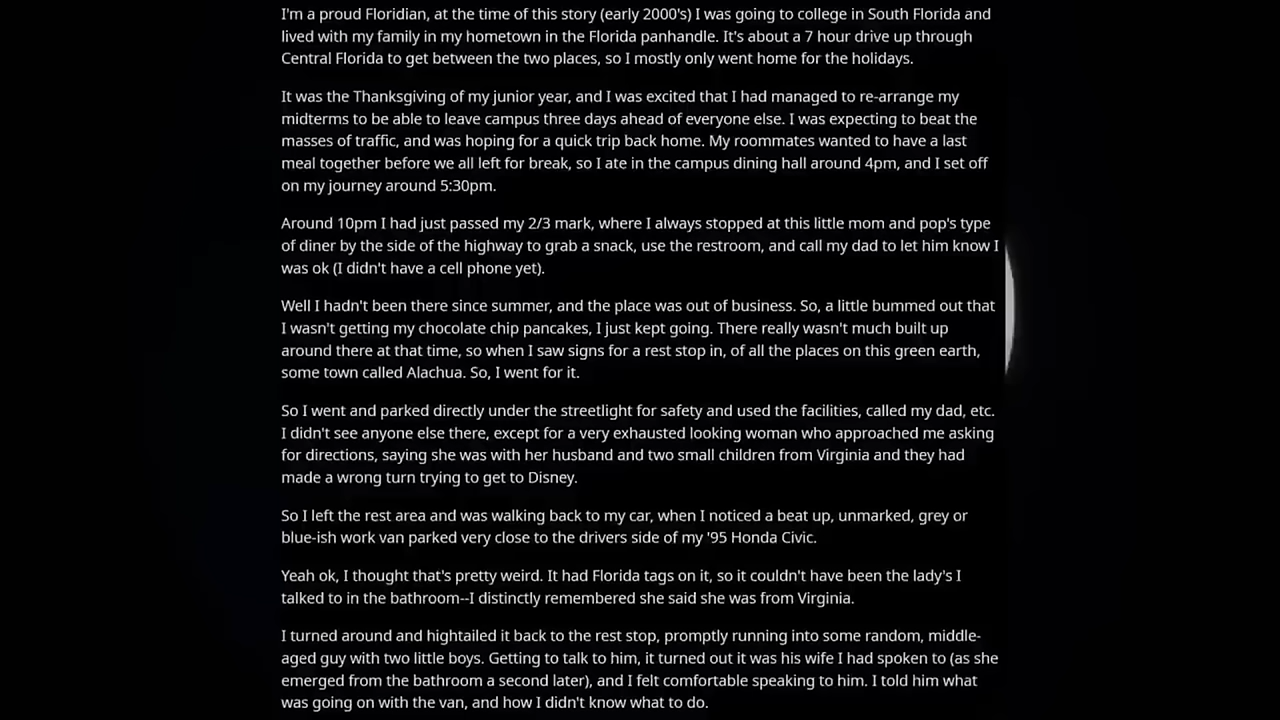 I'm a proud Floridian, at the time of this story (early 2000's) I was going to college in South Florida and
lived with my family in my hometown in the Florida panhandle. It's about a 7 hour drive up through
Central Florida to get between the two places, so I mostly only went home for the holidays.
It was the Thanksgiving of my junior year, and I was excited that I had managed to re-arrange my
midterms to be able to leave campus three days ahead of everyone else. I was expecting to beat the
masses of traffic, and was hoping for a quick trip back home. My roommates wanted to have a last
meal together before we all left for break, so I ate in the campus dining hall around 4pm, and I set off
on my journey around 5:30pm.
Around 10pm I had just passed my 2/3 mark, where I always stopped at this little mom and pop's type
of diner by the side of the highway to grab a snack, use the restroom, and call my dad to let him know I
was ok (I didn't have a cell phone yet).
Well I hadn't been there since summer, and the place was out of business. So, a little bummed out that
I wasn't getting my chocolate chip pancakes, I just kept going. There really wasn't much built up
around there at that time, so when I saw signs for a rest stop in, of all the places on this green earth,
some town called Alachua. So, I went for it.
So I went and parked directly under the streetlight for safety and used the facilities, called my dad, etc.
I didn't see anyone else there, except for a very exhausted looking woman who approached me asking
for directions, saying she was with her husband and two small children from Virginia and they had
made a wrong turn trying to get to Disney.
So I left the rest area and was walking back to my car, when I noticed a beat up, unmarked, grey or
blue-ish work van parked very close to the drivers side of my '95 Honda Civic.
Yeah ok, I thought that's pretty weird. It had Florida tags on it, so it couldn't have been the lady's I
talked to in the bathroom--I distinctly remembered she said she was from Virginia.
I turned around and hightailed it back to the rest stop, promptly running into some random, middle-
aged guy with two little boys. Getting to talk to him, it turned out it was his wife I had spoken to (as she
emerged from the bathroom a second later), and I felt comfortable speaking to him. I told him what
was going on with the van, and how I didn't know what to do.